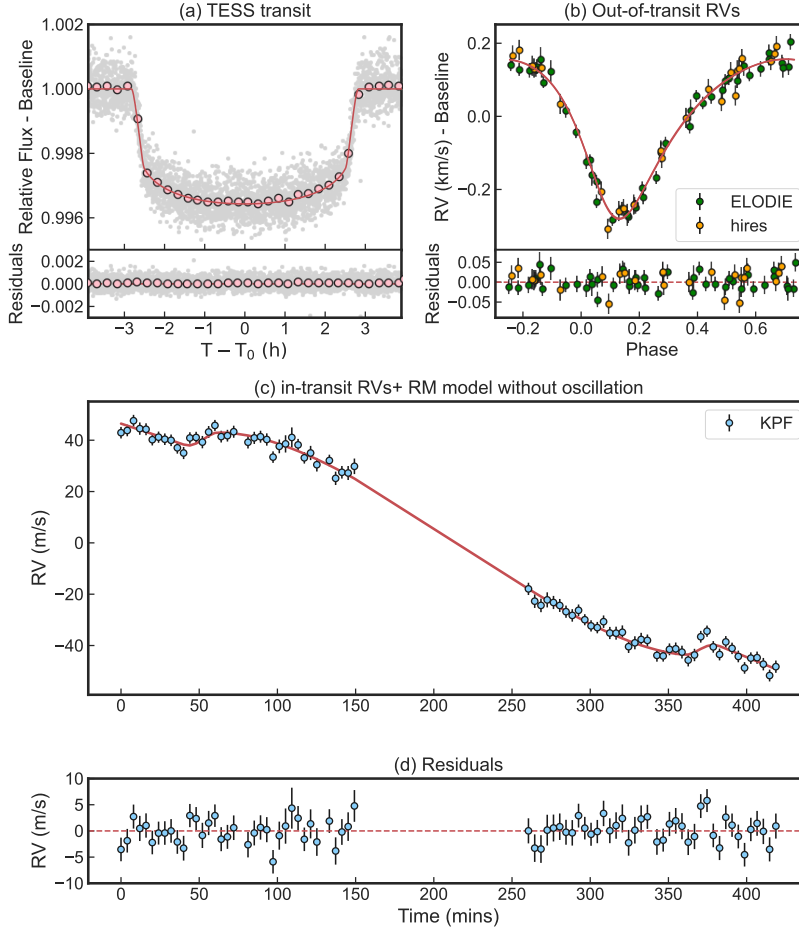 (a) TESS transit
1.002
1.000
0.998
0.996
Relative Flux - Baseline
0.002
0.000
−0.002
Residuals
−3 −2 −1 0 1 2 3
T − T0 (h)
(b) Out-of-transit RVs
0.2
0.0
−0.2
RV (km/s) - Baseline
ELODIE
hires
0.05
0.00
−0.05
Residuals
−0.2 0.0 0.2 0.4 0.6
Phase
(c) in-transit RVs+ RM model without oscillation
KPF
40
20
0
−20
−40
RV (m/s)
0 50 100 150 200 250 300 350 400
(d) Residuals
10
5
0
−5
−10
RV (m/s)
0 50 100 150 200 250 300 350 400
Time (mins)